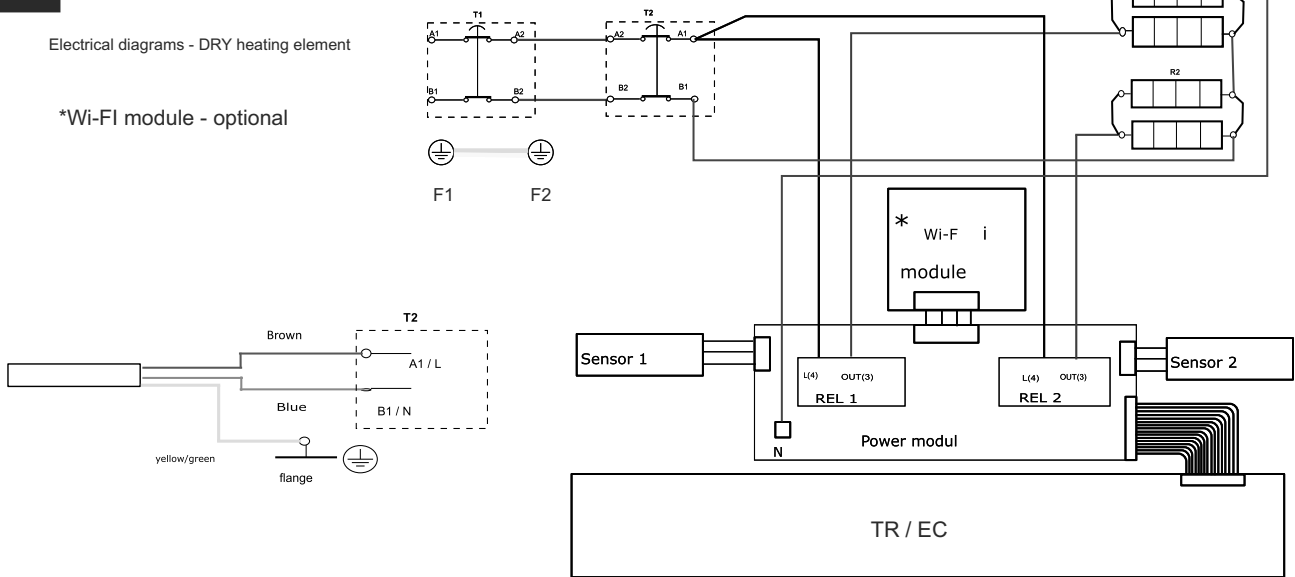 Electrical diagrams - DRY heating element
*Wi-FI module - optional
T1
T2
A1
A2
A2
A1
B1
B2
B2
B1
F1
F2
R2
* Wi-F i
module
Sensor 1
Sensor 2
L(4) OUT(3)
REL 1
L(4) OUT(3)
REL 2
Power modul
N
TR / EC
T2
Brown
A1 / L
Blue
B1 / N
yellow/green
flange